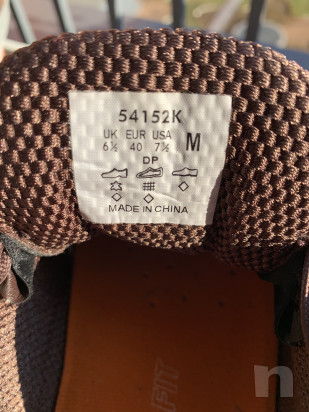 54152K
UK EUR USA M
6½ 40 7½
DP
MADE IN CHINA
n